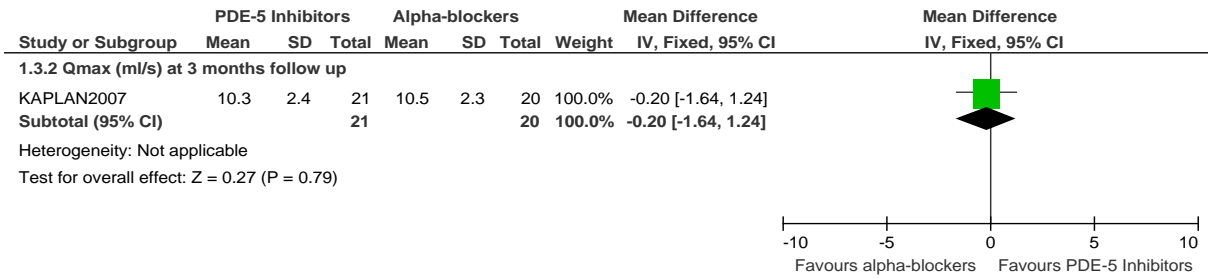 PDE-5 Inhibitors Alpha-blockers Mean Difference Mean Difference
Study or Subgroup Mean SD Total Mean SD Total Weight IV, Fixed, 95% CI IV, Fixed, 95% CI
1.3.2 Qmax (ml/s) at 3 months follow up
KAPLAN2007 10.3 2.4 21 10.5 2.3 20 100.0% -0.20 [-1.64, 1.24]
Subtotal (95% CI) 21 20 100.0% -0.20 [-1.64, 1.24]
Heterogeneity: Not applicable
Test for overall effect: Z = 0.27 (P = 0.79)
-10 -5 0 5 10
Favours alpha-blockers Favours PDE-5 Inhibitors